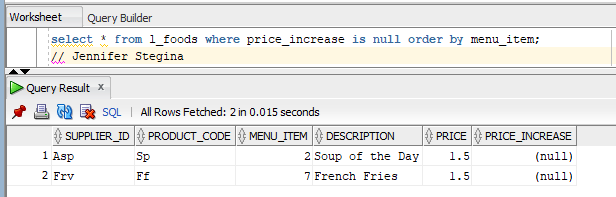 Worksheet Query Builder
select * from l_foods where price_increase is null order by menu_item;
// Jennifer Stegina
Query Result x
SQL | All Rows Fetched: 2 in 0.015 seconds
SUPPLIER_ID PRODUCT_CODE MENU_ITEM DESCRIPTION PRICE PRICE_INCREASE
1 Asp Sp 2 Soup of the Day 1.5 (null)
2 Frv Ff 7 French Fries 1.5 (null)